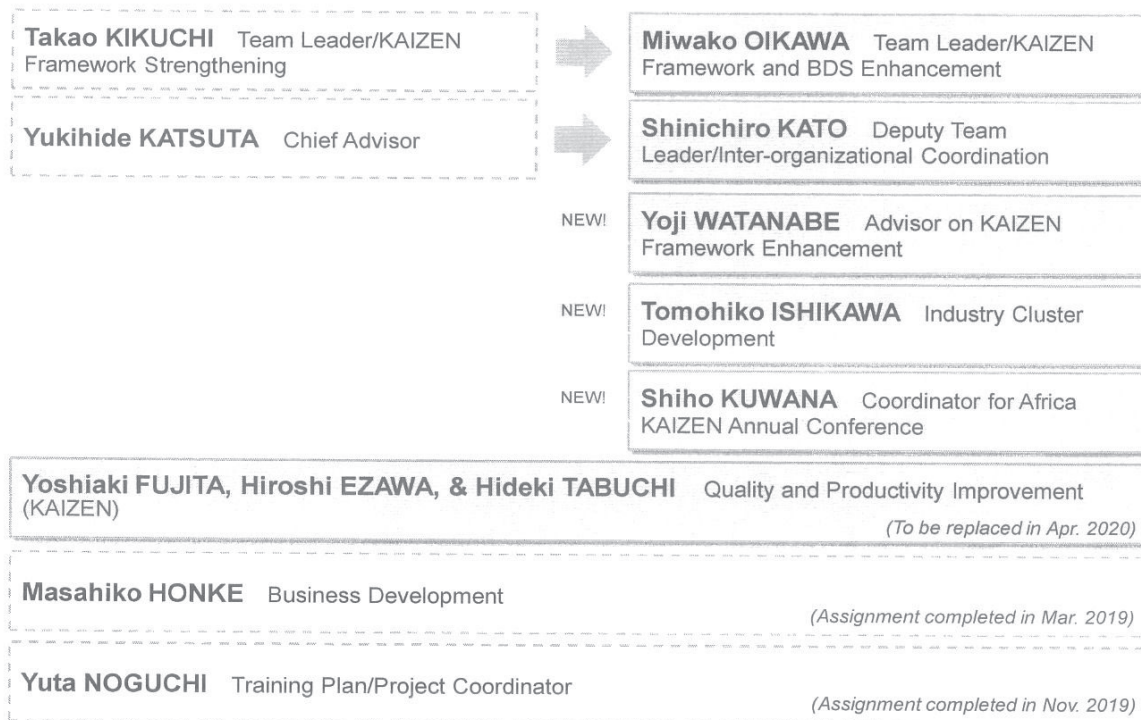 Takao KIKUCHI Team Leader/KAIZEN
Framework Strengthening
Miwako OIKAWA Team Leader/KAIZEN
Framework and BDS Enhancement
Yukihide KATSUTA Chief Advisor
Shinichiro KATO Deputy Team
Leader/Inter-organizational Coordination
NEW!
Yoji WATANABE Advisor on KAIZEN
Framework Enhancement
NEW!
Tomohiko ISHIKAWA Industry Cluster
Development
NEW!
Shiho KUWANA Coordinator for Africa
KAIZEN Annual Conference
Yoshiaki FUJITA, Hiroshi EZAWA, & Hideki TABUCHI Quality and Productivity Improvement
(KAIZEN)
(To be replaced in Apr. 2020)
Masahiko HONKE Business Development
(Assignment completed in Mar. 2019)
Yuta NOGUCHI Training Plan/Project Coordinator
(Assignment completed in Nov. 2019)